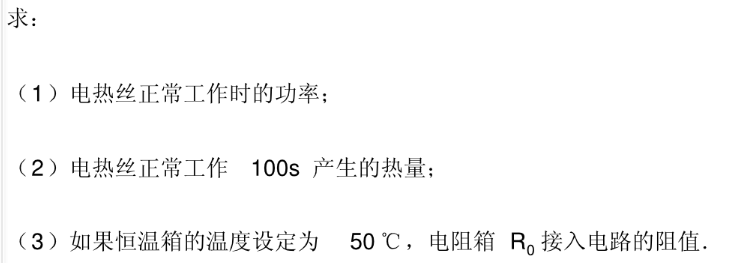 求：
（1）电热丝正常工作时的功率；
（2）电热丝正常工作 100s 产生的热量；
（3）如果恒温箱的温度设定为 50℃，电阻箱 R₀ 接入电路的阻值．